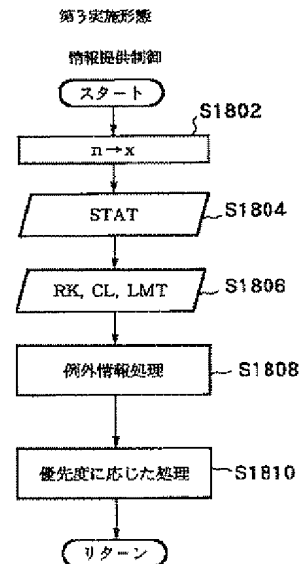 第3実施形態
情報提供制御
スタート
S1802
n→x
STAT
S1804
RK, CL, LMT
S1806
例外情報処理
S1808
優先度に応じた処理
S1810
リターン